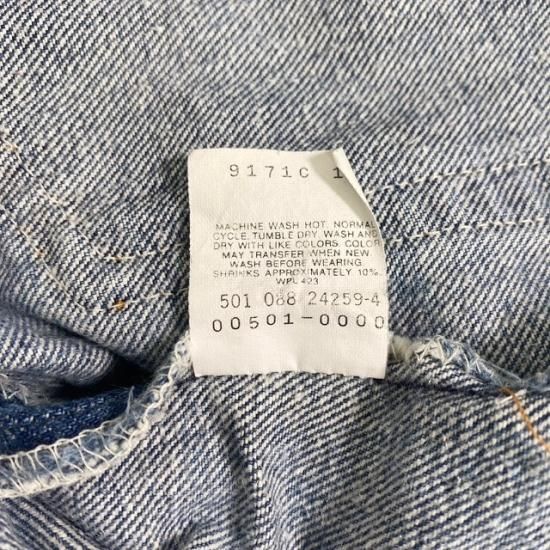 9171C 1
MACHINE WASH HOT, NORMAL
CYCLE, TUMBLE DRY, WASH AND
DRY WITH LIKE COLORS. COLOR
MAY TRANSFER WHEN NEW.
WASH BEFORE WEARING.
SHRINKS APPROXIMATELY 10%.
WPL 423
501 088 24259-4
00501-0000